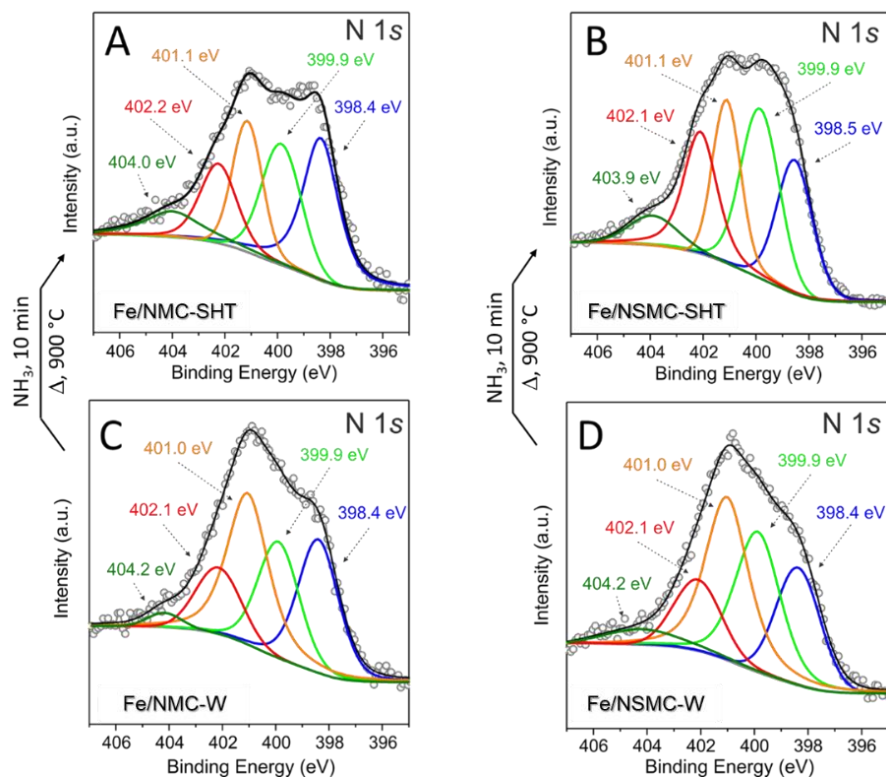 A
N 1s
401.1 eV
399.9 eV
402.2 eV
398.4 eV
404.0 eV
Intensity (a.u.)
Fe/NMC-SHT
406 404 402 400 398 396
Binding Energy (eV)
B
N 1s
401.1 eV
399.9 eV
402.1 eV
398.5 eV
403.9 eV
Intensity (a.u.)
Fe/NSMC-SHT
406 404 402 400 398 396
Binding Energy (eV)
NH3, 10 min
Δ, 900 °C
NH3, 10 min
Δ, 900 °C
C
N 1s
401.0 eV
399.9 eV
402.1 eV
398.4 eV
404.2 eV
Intensity (a.u.)
Fe/NMC-W
406 404 402 400 398 396
Binding Energy (eV)
D
N 1s
401.0 eV
399.9 eV
402.1 eV
398.4 eV
404.2 eV
Intensity (a.u.)
Fe/NSMC-W
406 404 402 400 398 396
Binding Energy (eV)